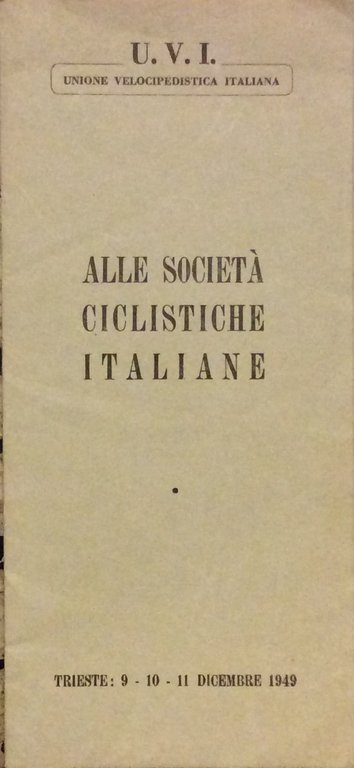 U. V. I.
UNIONE VELOCIPEDISTICA ITALIANA
ALLE SOCIETÀ
CICLISTICHE
ITALIANE
TRIESTE: 9 - 10 - 11 DICEMBRE 1949